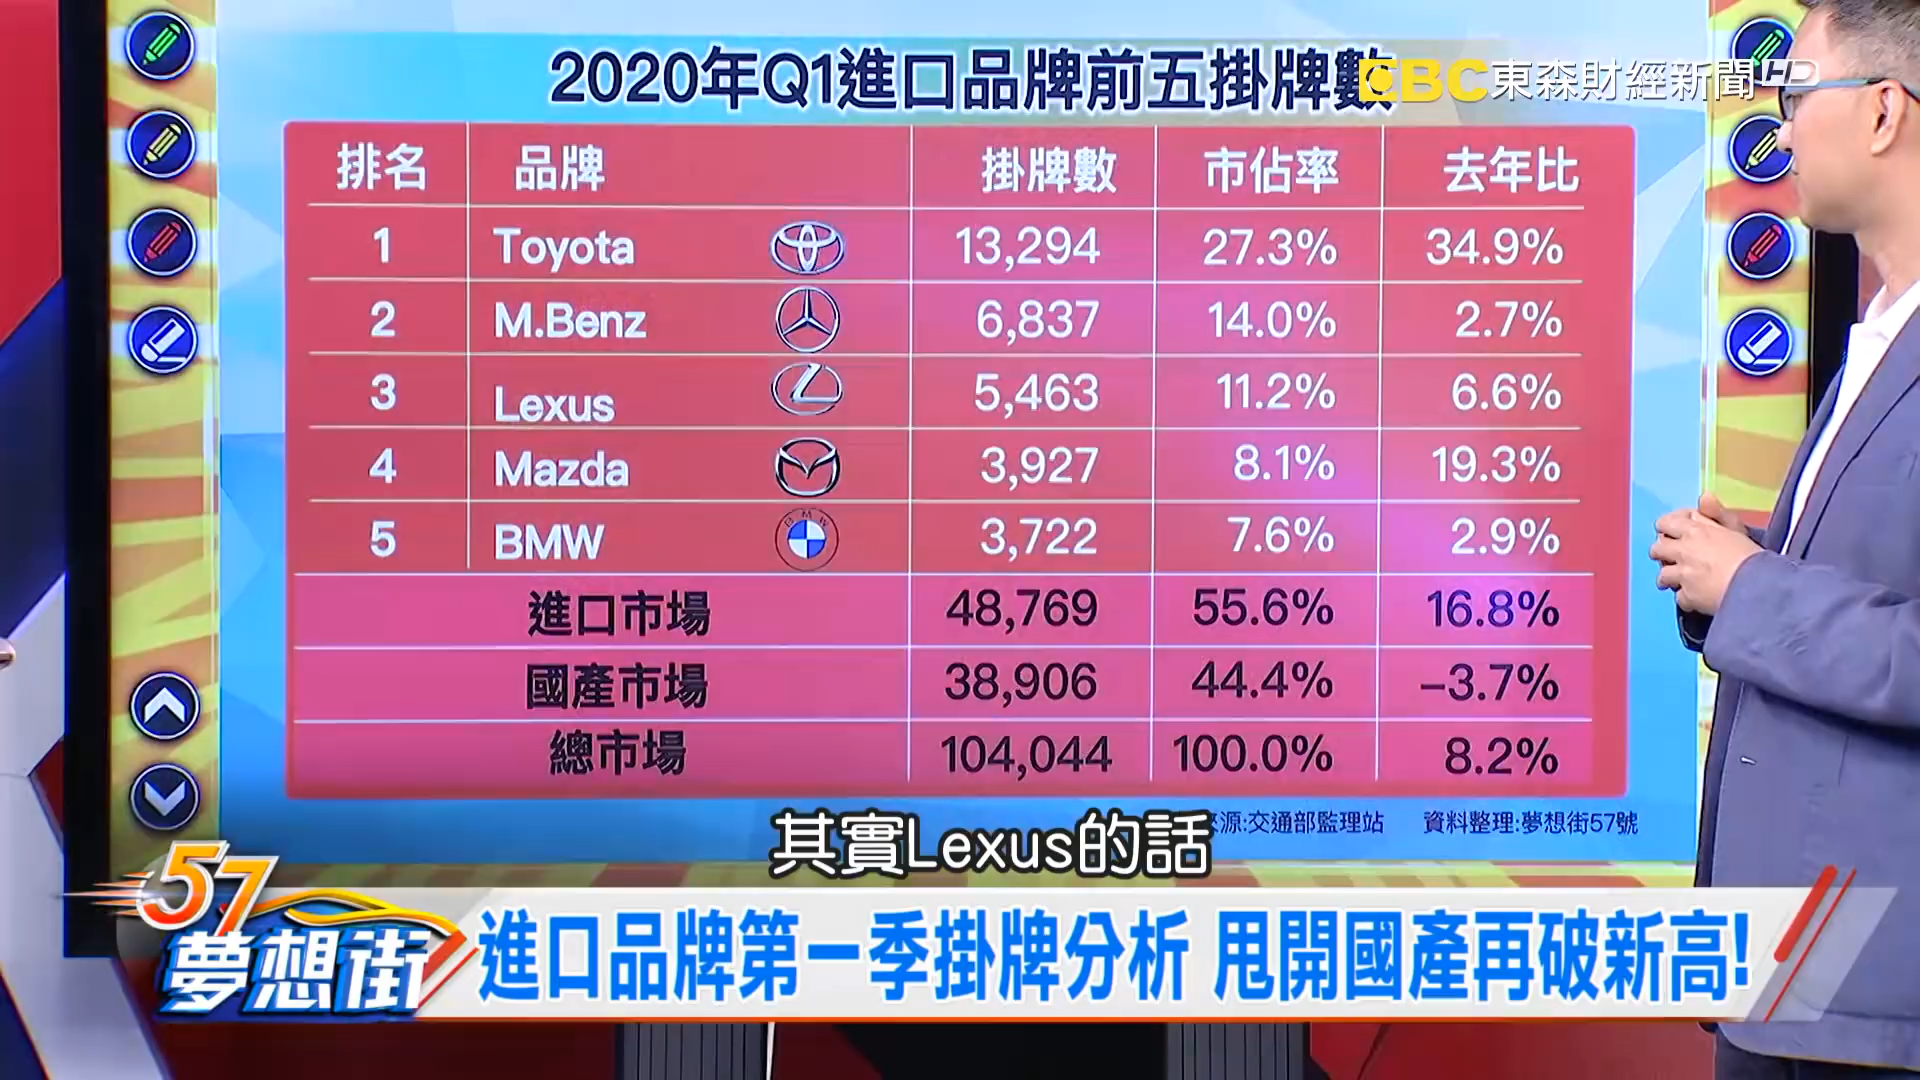 2020年Q1進口品牌前五掛牌數
EBC東森財經新聞HD
排名 品牌 掛牌數 市佔率 去年比
1 Toyota 13,294 27.3% 34.9%
2 M.Benz 6,837 14.0% 2.7%
3 Lexus 5,463 11.2% 6.6%
4 Mazda 3,927 8.1% 19.3%
5 BMW BMW 3,722 7.6% 2.9%
進口市場 48,769 55.6% 16.8%
國產市場 38,906 44.4% -3.7%
總市場 104,044 100.0% 8.2%
源:交通部監理站 資料整理:夢想街57號
其實Lexus的話
57夢想街
進口品牌第一季掛牌分析 甩開國產再破新高!